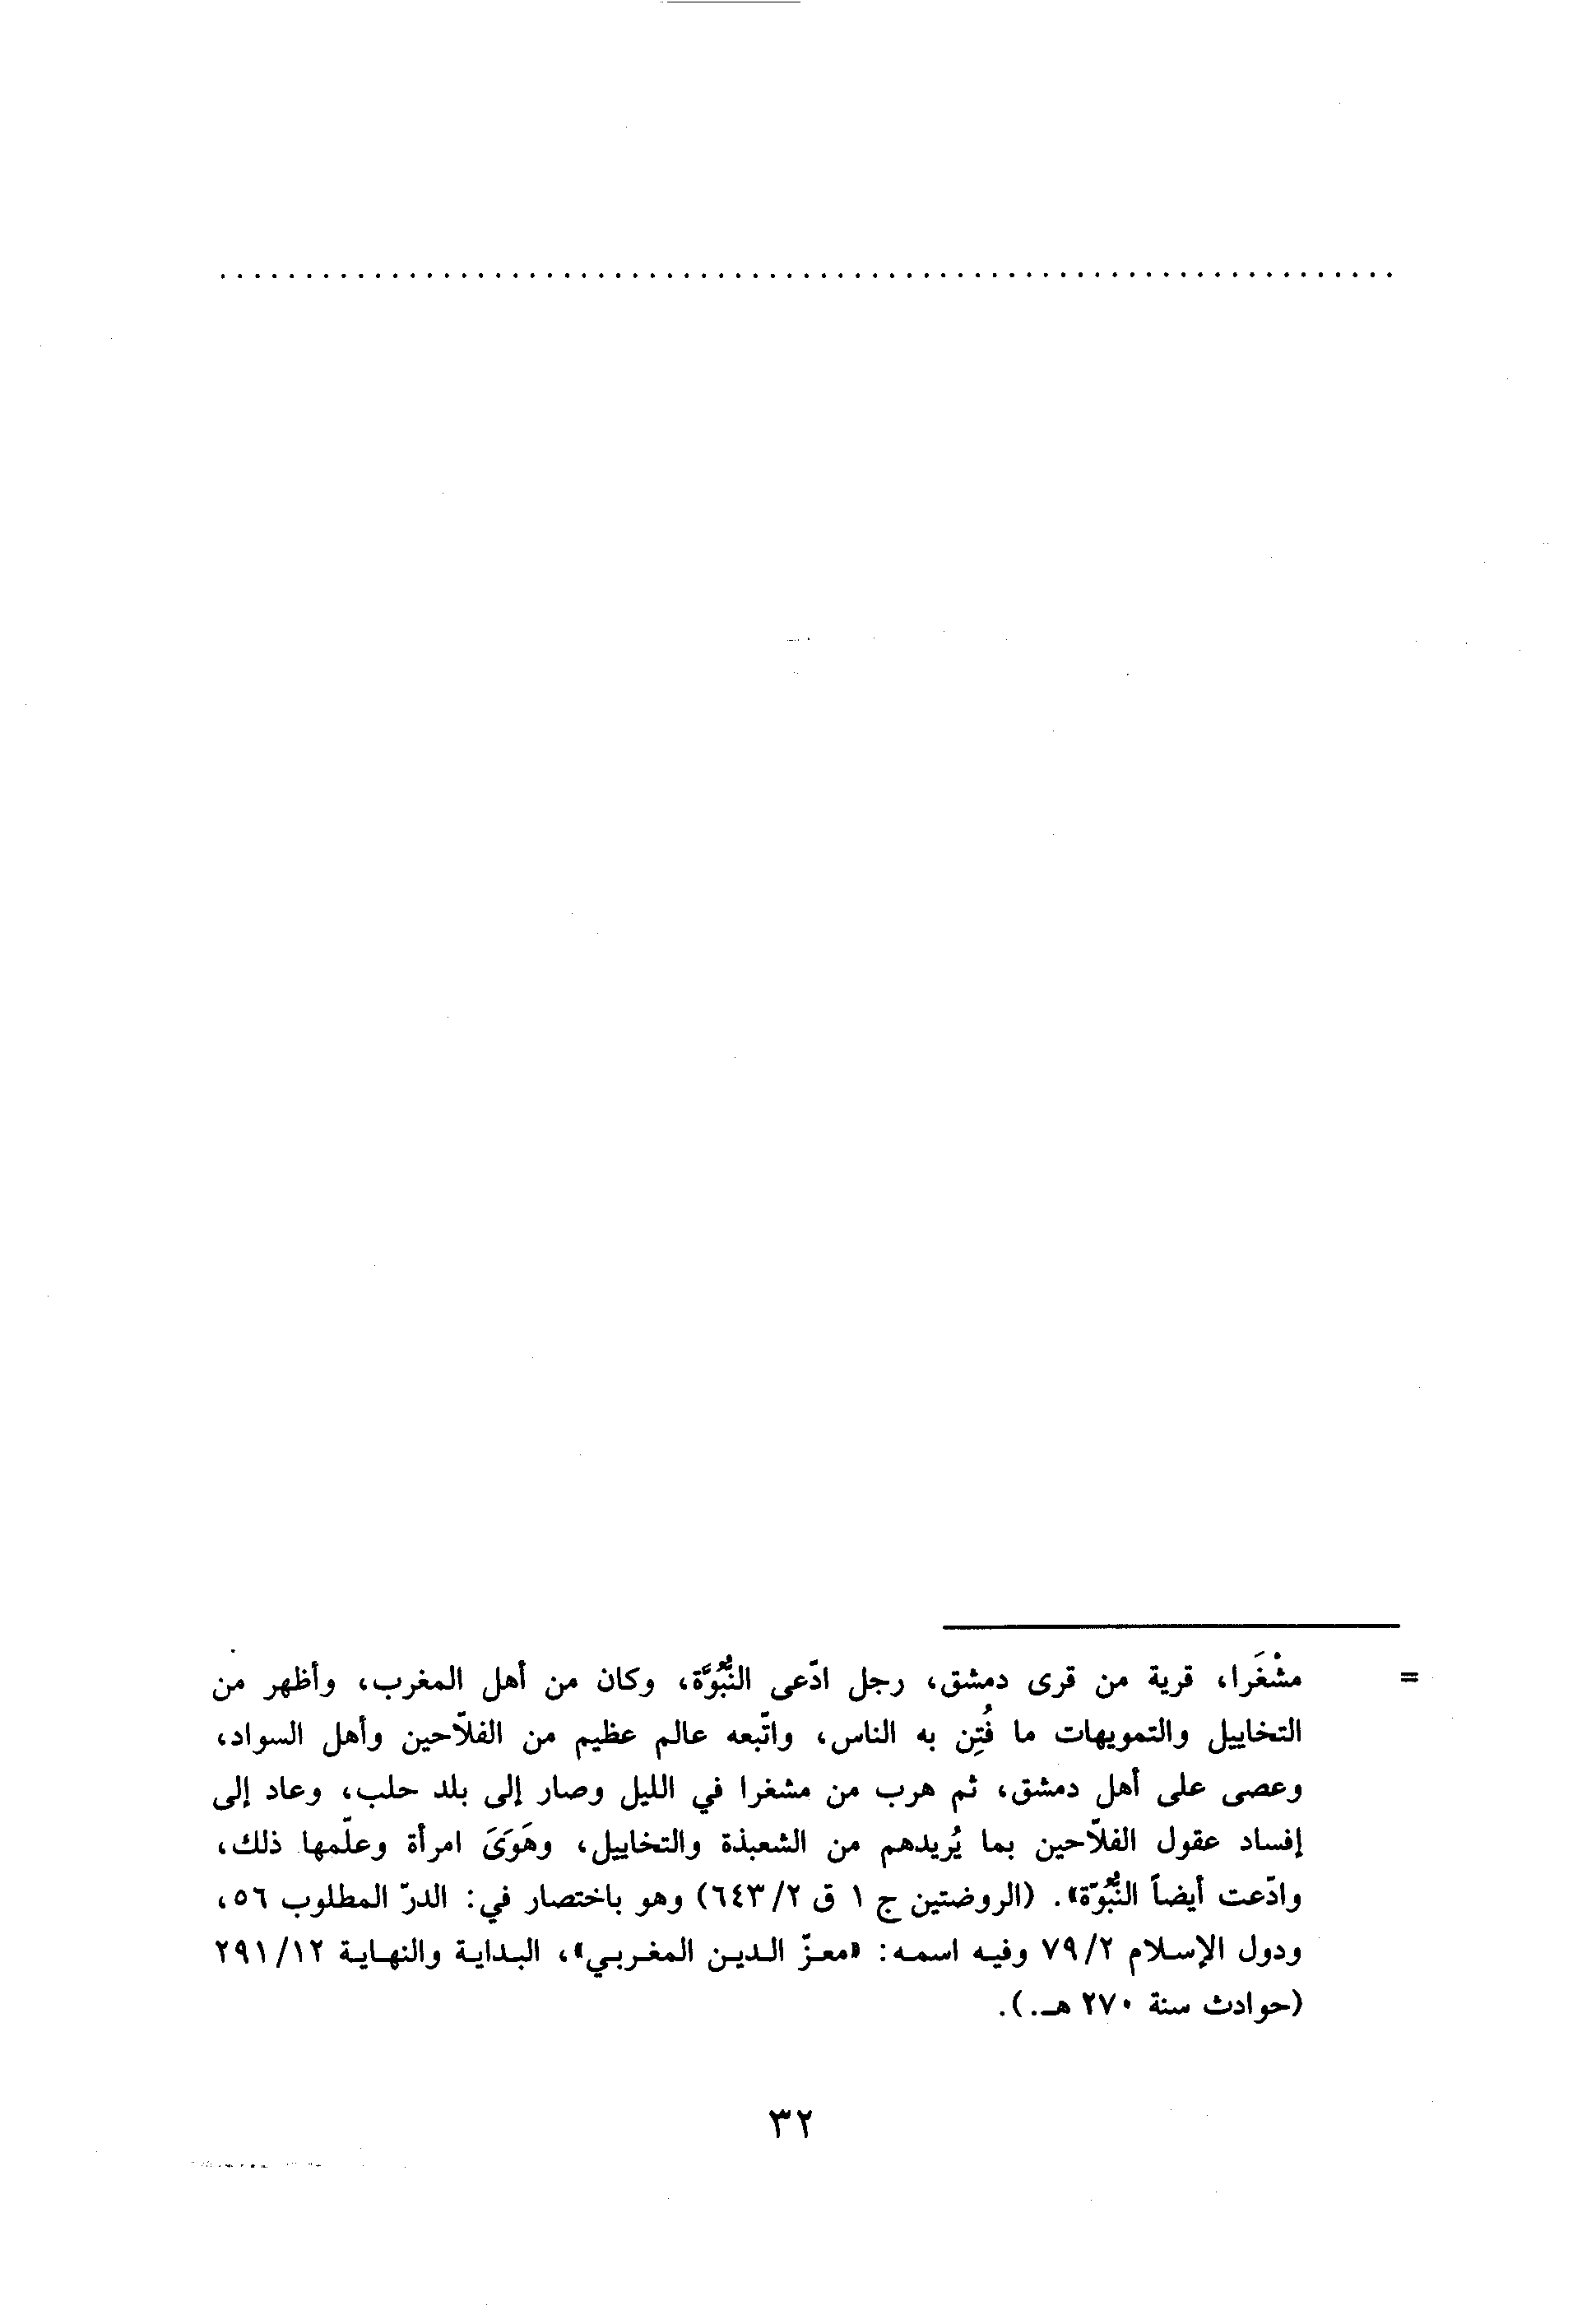 . . . . . . . . . . . . . . . . . . . . . . . . . . . . . . . . . . . . . . . . . . . . . . . . . . . . . . . . . . . . . . . . . . . .
= مشْغَرا، قرية من قرى دمشق، رجل ادّعى النُّبُوَّة، وكان من أهل المغرب، وأظهر من
التخاييل والتمويهات ما فُتِن به الناس، واتّبعه عالم عظيم من الفلاّحين وأهل السواد،
وعصى على أهل دمشق، ثم هرب من مشغرا في الليل وصار إلى بلد حلب، وعاد إلى
إفساد عقول الفلاّحين بما يُريدهم من الشعبذة والتخاييل، وهَوَىَ امرأة وعلّمها ذلك،
وادّعت أيضاً النُّبُوّة». (الروضتين ج ١ ق ٢/ ٦٤٣) وهو باختصار في: الدرّ المطلوب ٥٦،
ودول الإسلام ٢/ ٧٩ وفيه اسمه: «معزّ الدين المغربي»، البداية والنهاية ١٢/ ٢٩١
(حوادث سنة ٢٧٠ هـ.).
٣٢